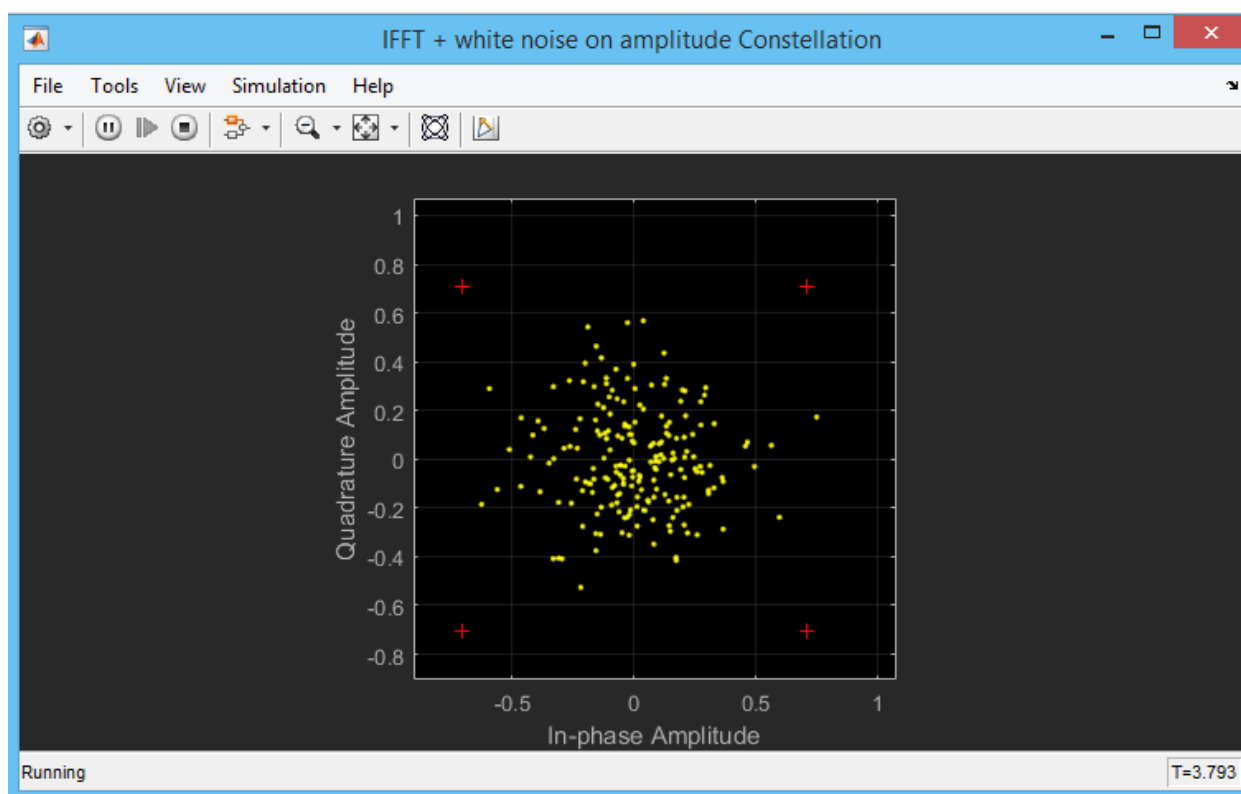 IFFT + white noise on amplitude Constellation
File Tools View Simulation Help
1
0.8
0.6
0.4
0.2
0
-0.2
-0.4
-0.6
-0.8
Quadrature Amplitude
-0.5 0 0.5 1
In-phase Amplitude
Running T=3.793